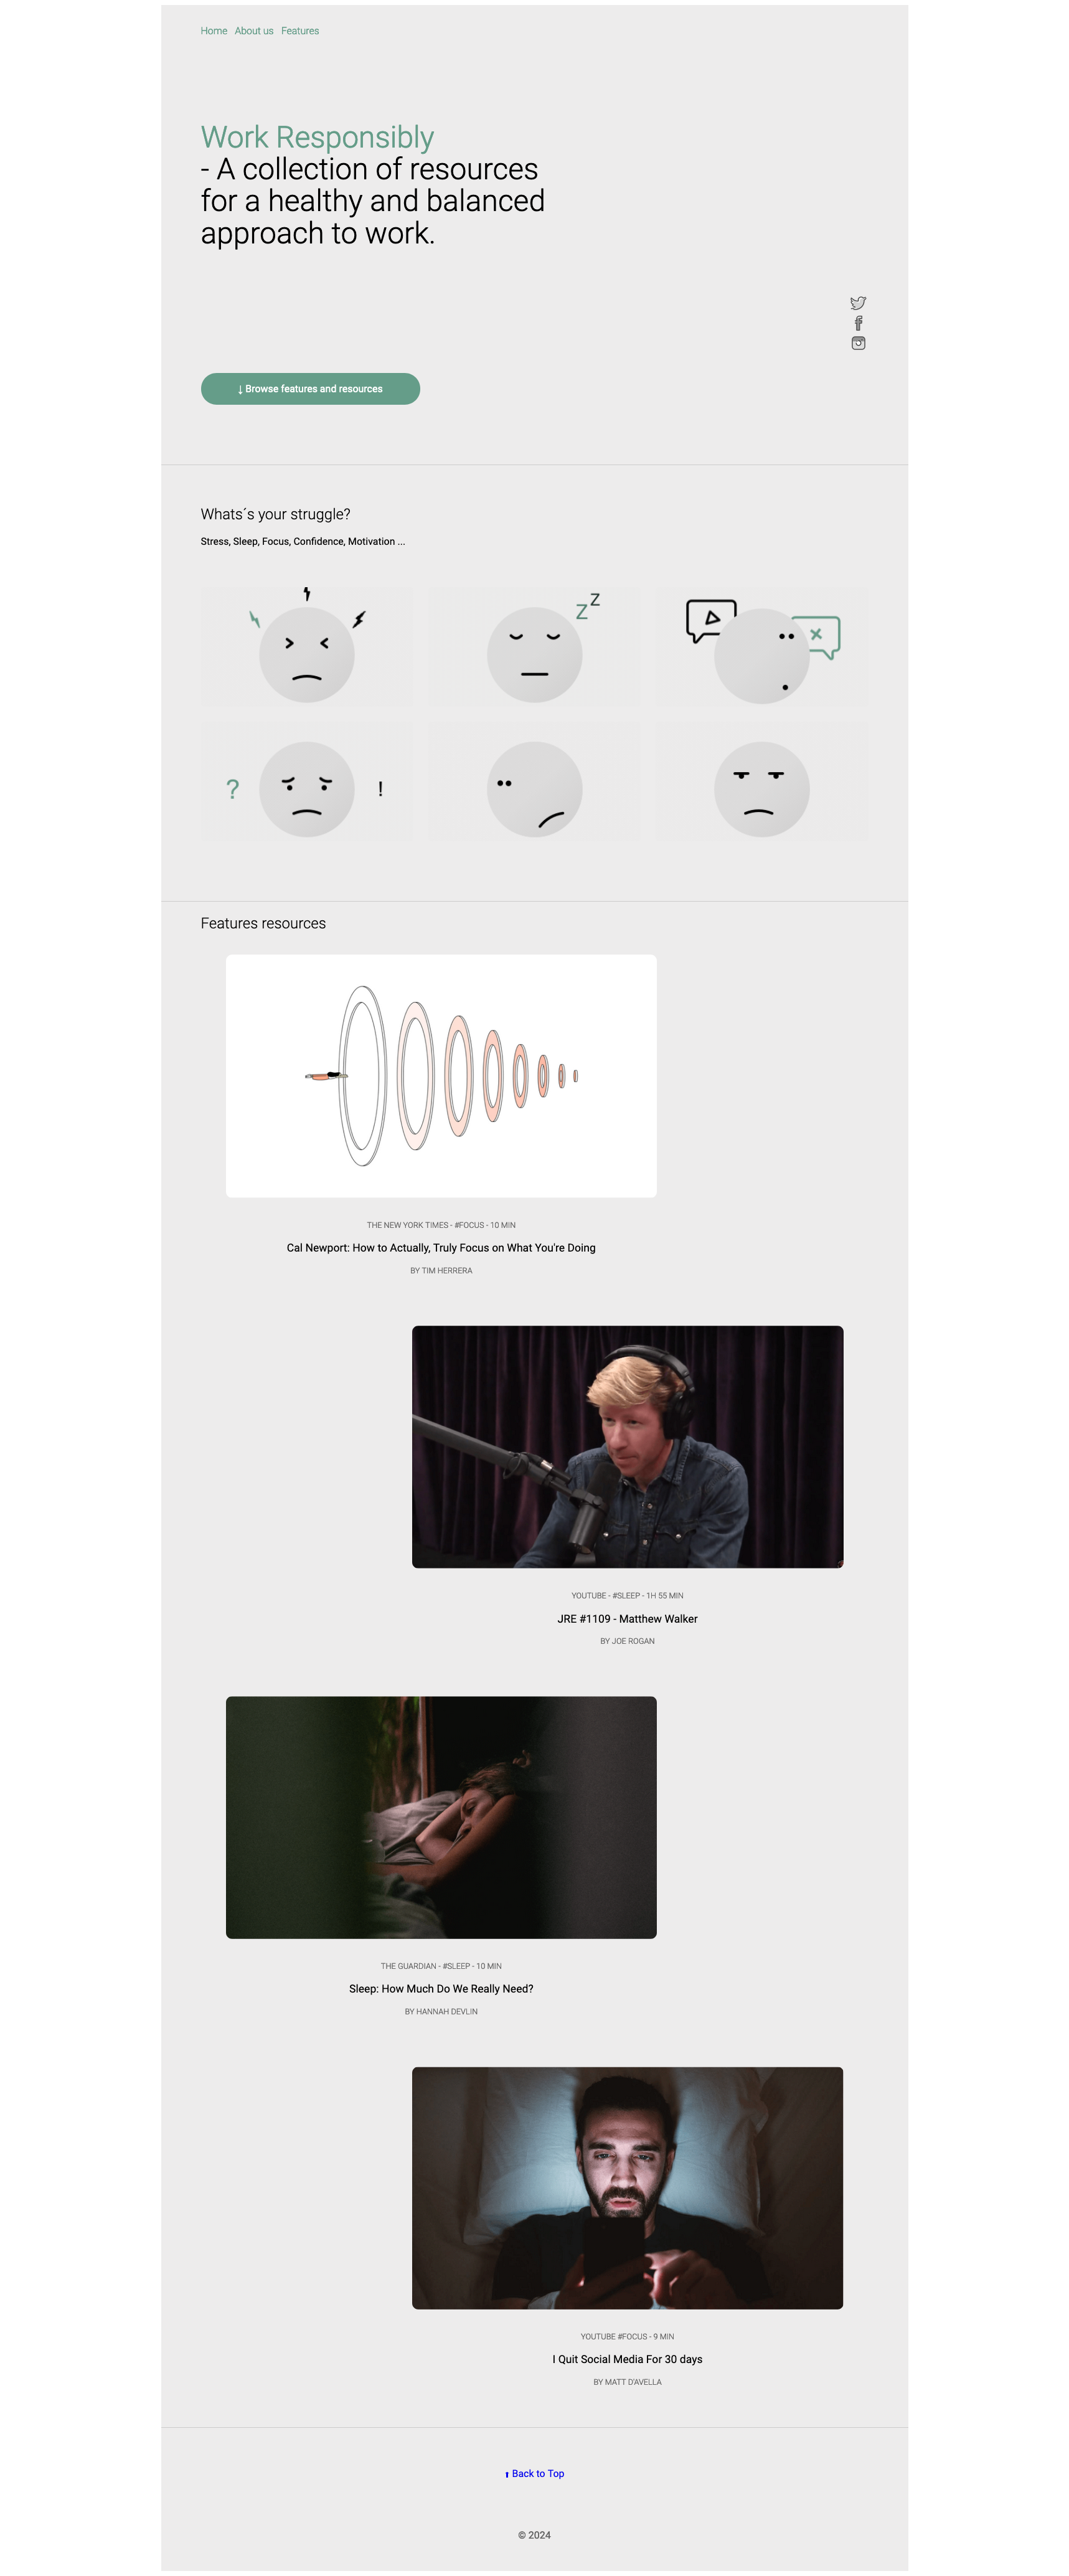 Home About us Features
Work Responsibly
- A collection of resources
for a healthy and balanced
approach to work.
↓ Browse features and resources
Whats´s your struggle?
Stress, Sleep, Focus, Confidence, Motivation ...
Z
Z
? !
Features resources
THE NEW YORK TIMES - #FOCUS - 10 MIN
Cal Newport: How to Actually, Truly Focus on What You're Doing
BY TIM HERRERA
YOUTUBE - #SLEEP - 1H 55 MIN
JRE #1109 - Matthew Walker
BY JOE ROGAN
THE GUARDIAN - #SLEEP - 10 MIN
Sleep: How Much Do We Really Need?
BY HANNAH DEVLIN
YOUTUBE #FOCUS - 9 MIN
I Quit Social Media For 30 days
BY MATT D'AVELLA
⬆ Back to Top
© 2024